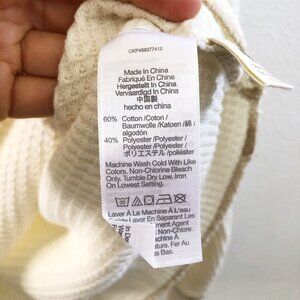 CKP456077412
Made In China
Fabriqué En Chine
Hergestellt In China
Vervaardigd In China
中国製
hecho en china
60% Cotton /Coton /
Baumwolle /Katoen /綿 /
algodón
40% Polyester /Polyester /
Polyester /Polyester /
ポリエステル /poliéster
Machine Wash Cold With Like
Colors. Non-Chlorine Bleach
Only. Tumble Dry Low, Iron
On Lowest Setting.
Laver À La Machine À L'eau
En Séparant Les
Agent
Non-Chlore.
Fer Au
Bas.